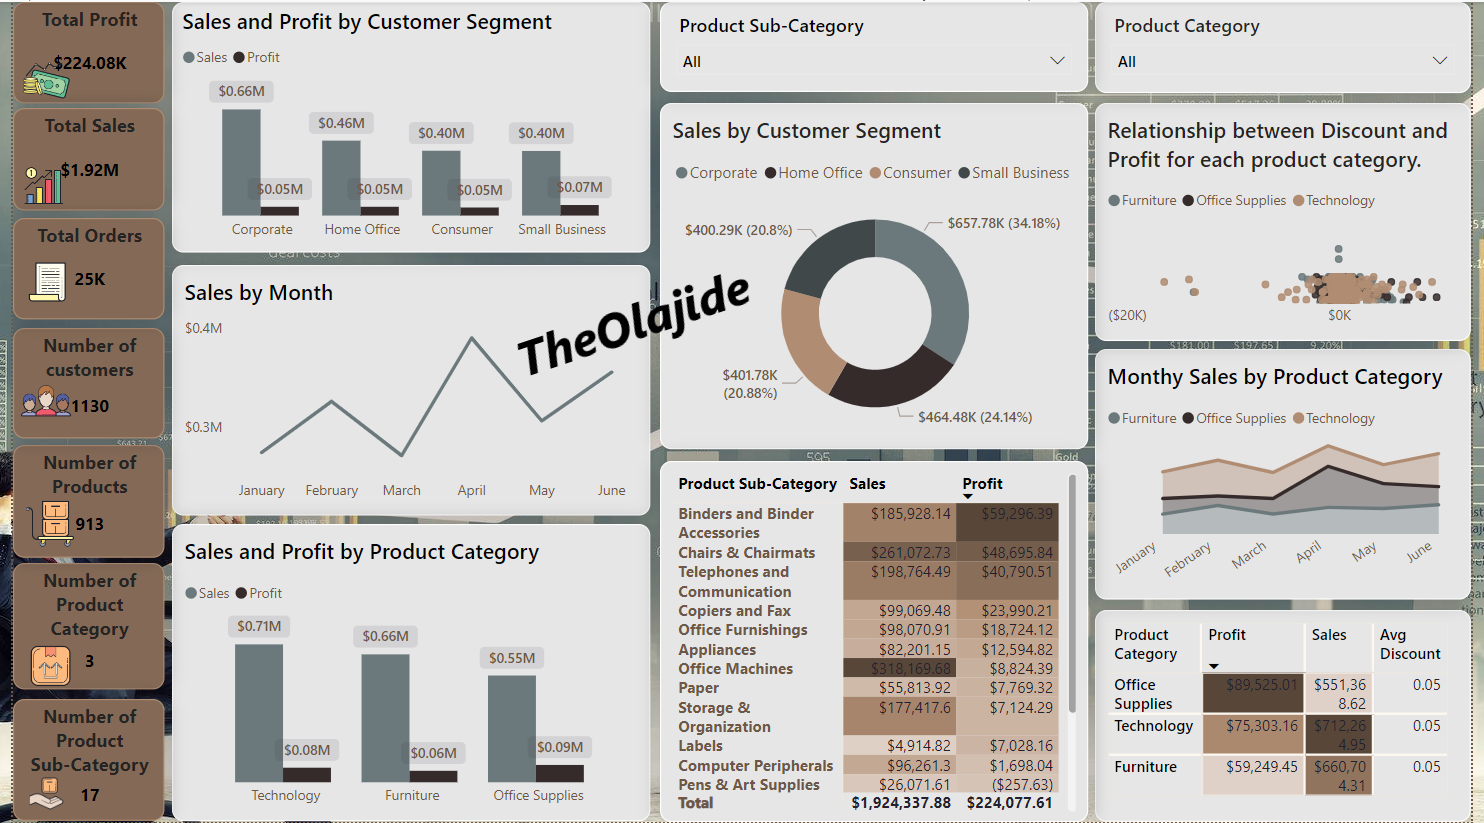 Total Profit
$224.08K
Total Sales
$1.92M
Total Orders
25K
Number of
customers
1130
Number of
Products
913
Number of
Product
Category
3
Number of
Product
Sub-Category
17
Sales and Profit by Customer Segment
Sales Profit
$0.66M
$0.46M
$0.40M
$0.40M
$0.05M
$0.05M
$0.05M
$0.07M
Corporate Home Office Consumer Small Business
Sales by Month
$0.4M
$0.3M
January February March April May June
Sales and Profit by Product Category
Sales Profit
$0.71M
$0.66M
$0.55M
$0.08M
$0.06M
$0.09M
Technology Furniture Office Supplies
TheOlajide
Product Sub-Category
All
Sales by Customer Segment
Corporate Home Office Consumer Small Business
$400.29K (20.8%)
$657.78K (34.18%)
$401.78K
(20.88%)
$464.48K (24.14%)
595
Gold
Product Sub-Category Sales Profit
Binders and Binder $185,928.14 $59,296.39
Accessories
Chairs & Chairmats $261,072.73 $48,695.84
Telephones and $198,764.49 $40,790.51
Communication
Copiers and Fax $99,069.48 $23,990.21
Office Furnishings $98,070.91 $18,724.12
Appliances $82,201.15 $12,594.82
Office Machines $318,169.68 $8,824.39
Paper $55,813.92 $7,769.32
Storage & $177,417.6 $7,124.29
Organization
Labels $4,914.82 $7,028.16
Computer Peripherals $96,261.3 $1,698.04
Pens & Art Supplies $26,071.61 ($257.63)
Total $1,924,337.88 $224,077.61
Product Category
All
Relationship between Discount and
Profit for each product category.
Furniture Office Supplies Technology
($20K) $0K
Monthy Sales by Product Category
Furniture Office Supplies Technology
January February March April May June
Product Profit Sales Avg
Category Discount
Office $89,525.01 $551,36 0.05
Supplies 8.62
Technology $75,303.16 $712,26 0.05
4.95
Furniture $59,249.45 $660,70 0.05
4.31